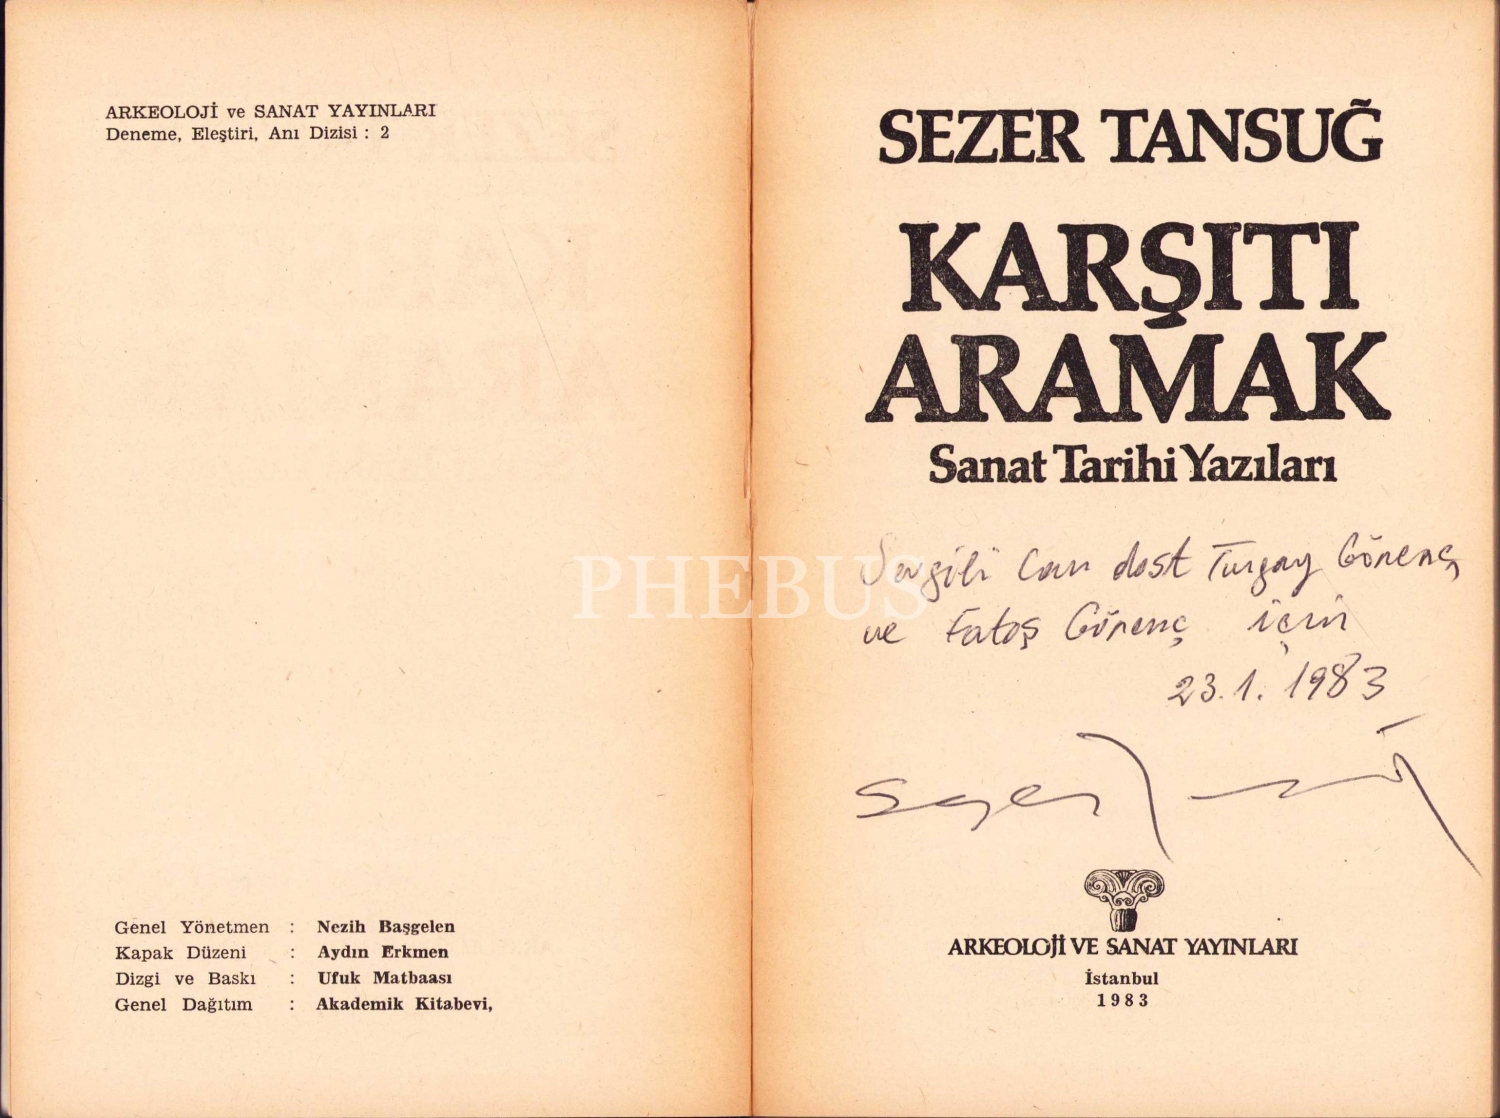 ARKEOLOJİ ve SANAT YAYINLARI
Deneme, Eleştiri, Anı Dizisi : 2
Genel Yönetmen : Nezih Başgelen
Kapak Düzeni : Aydın Erkmen
Dizgi ve Baskı : Ufuk Matbaası
Genel Dağıtım : Akademik Kitabevi,
SEZER TANSUĞ
KARŞITI
ARAMAK
Sanat Tarihi Yazıları
Sevgili Can dost Turgay Gönenç
ve Fatoş Gönenç için
23.1.1983
ARKEOLOJİ VE SANAT YAYINLARI
İstanbul
1983
PHEBUS